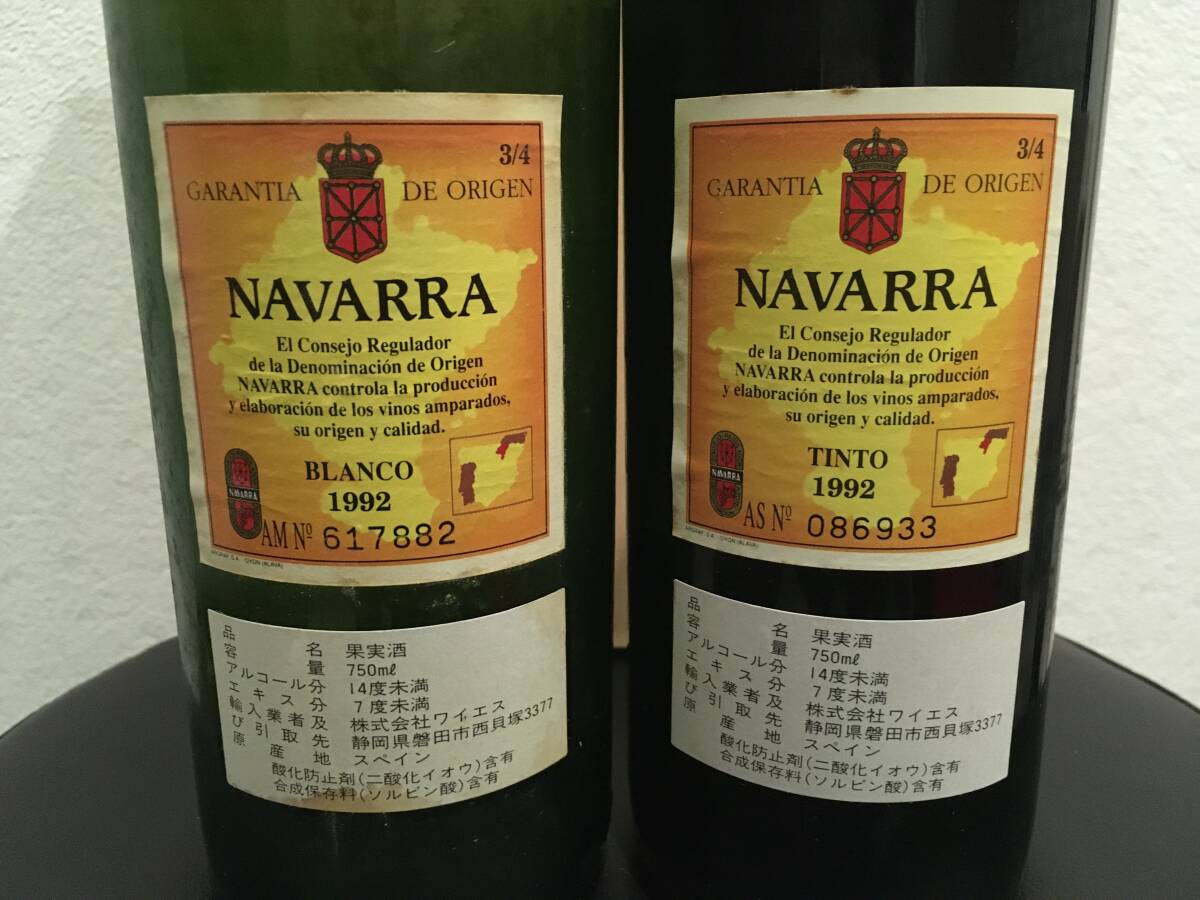 3/4
GARANTIA DE ORIGEN
NAVARRA
El Consejo Regulador
de la Denominación de Origen
NAVARRA controla la producción
y elaboración de los vinos amparados,
su origen y calidad.
BLANCO
1992
NAVARRA
AM Nº 617882
品名 果実酒
容量 750mℓ
アルコール分 14度未満
エキス分 7度未満
輸入業者及 株式会社ワイエス
び引取先 静岡県磐田市西貝塚3377
原産地 スペイン
酸化防止剤(二酸化イオウ)含有
合成保存料(ソルビン酸)含有
3/4
GARANTIA DE ORIGEN
NAVARRA
El Consejo Regulador
de la Denominación de Origen
NAVARRA controla la producción
y elaboración de los vinos amparados,
su origen y calidad.
TINTO
1992
NAVARRA
AS Nº 086933
品名 果実酒
容量 750mℓ
アルコール分 14度未満
エキス分 7度未満
輸入業者及 株式会社ワイエス
び引取先 静岡県磐田市西貝塚3377
原産地 スペイン
酸化防止剤(二酸化イオウ)含有
合成保存料(ソルビン酸)含有